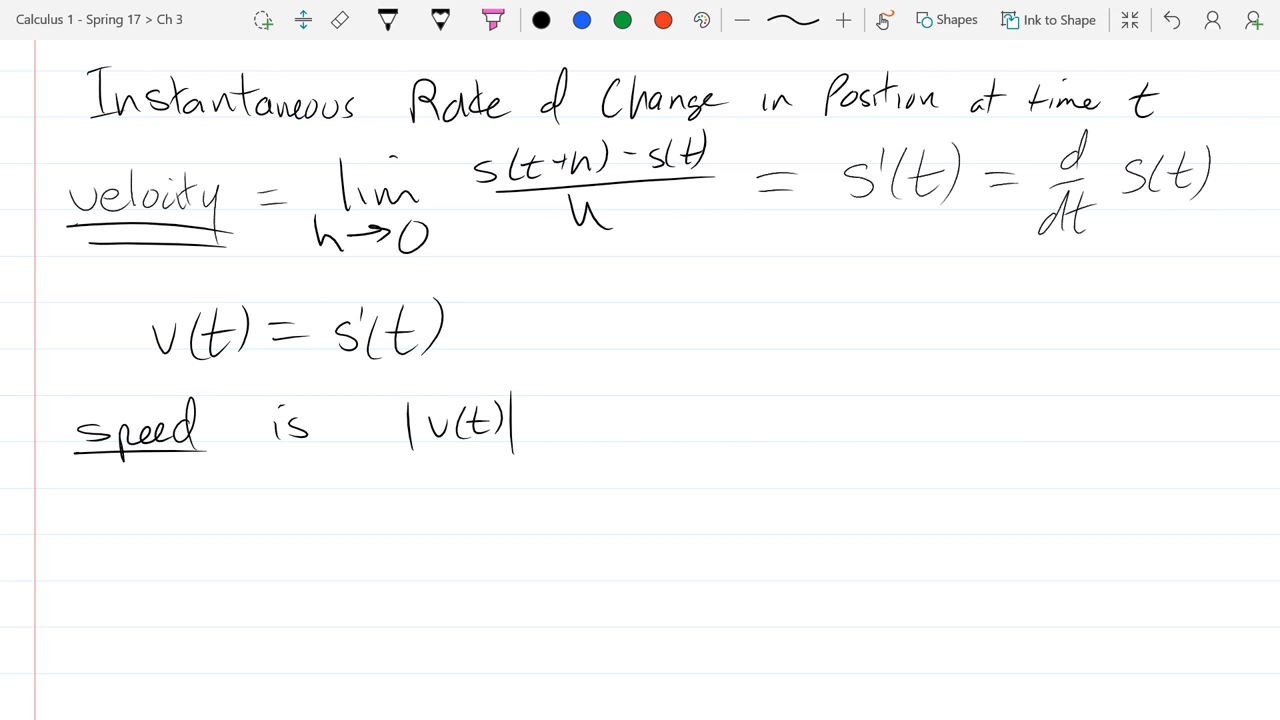 Calculus 1 - Spring 17 > Ch 3 Shapes Ink to Shape
Instantaneous Rate of Change in Position at time t
velocity = lim h→0 (s(t+h) - s(t))/h = s'(t) = d/dt s(t)
v(t) = s'(t)
speed is |v(t)|